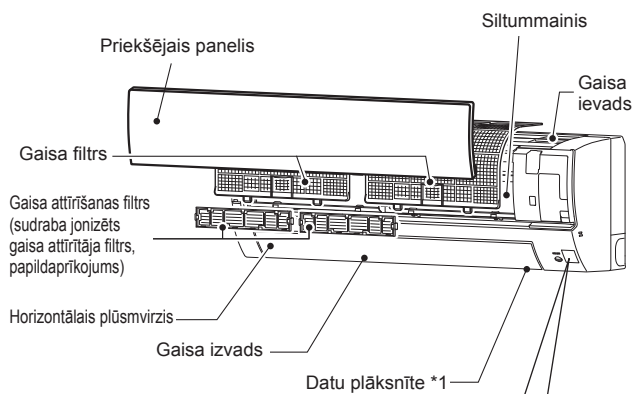 Siltummainis
Priekšējais panelis
Gaisa
ievads
Gaisa filtrs
Gaisa attīrīšanas filtrs
(sudraba jonizēts
gaisa attīrītāja filtrs,
papildaprīkojums)
Horizontālais plūsmvirzis
Gaisa izvads
Datu plāksnīte *1